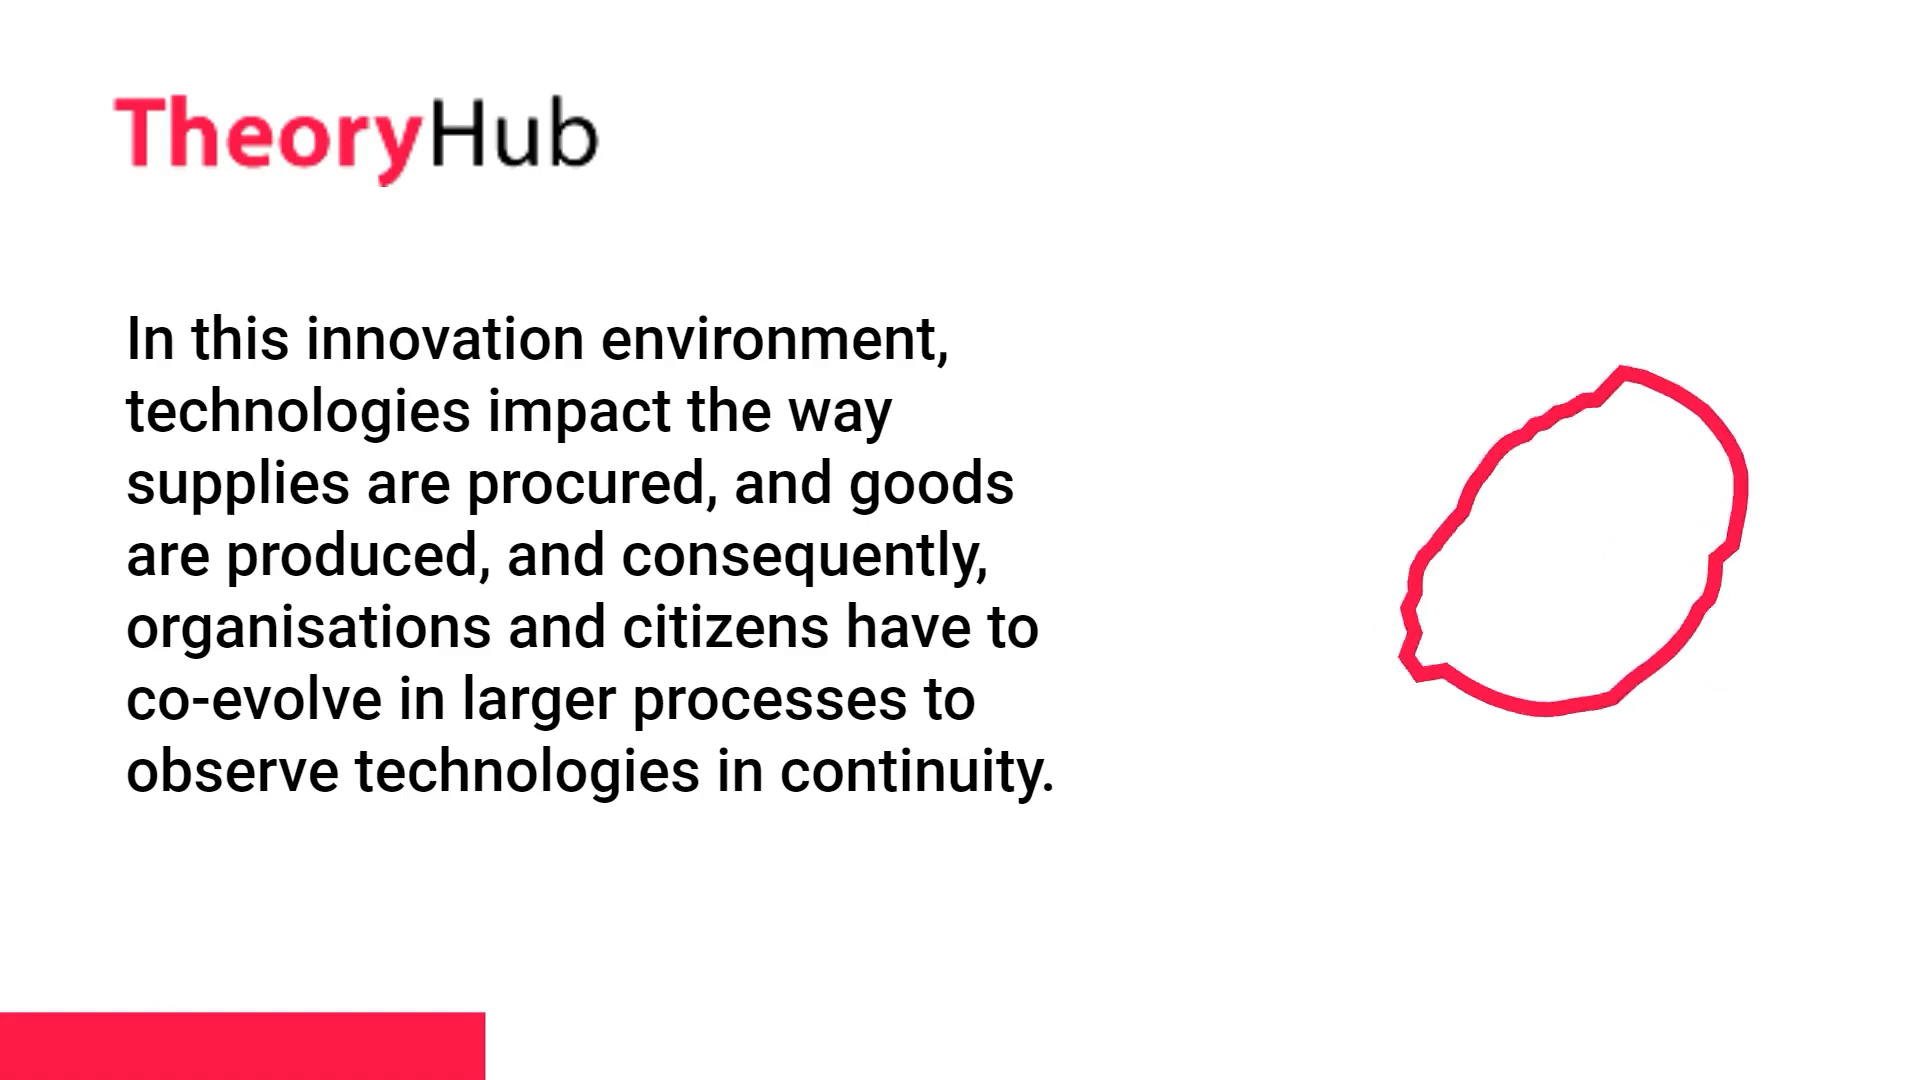 TheoryHub
In this innovation environment,
technologies impact the way
supplies are procured, and goods
are produced, and consequently,
organisations and citizens have to
co-evolve in larger processes to
observe technologies in continuity.